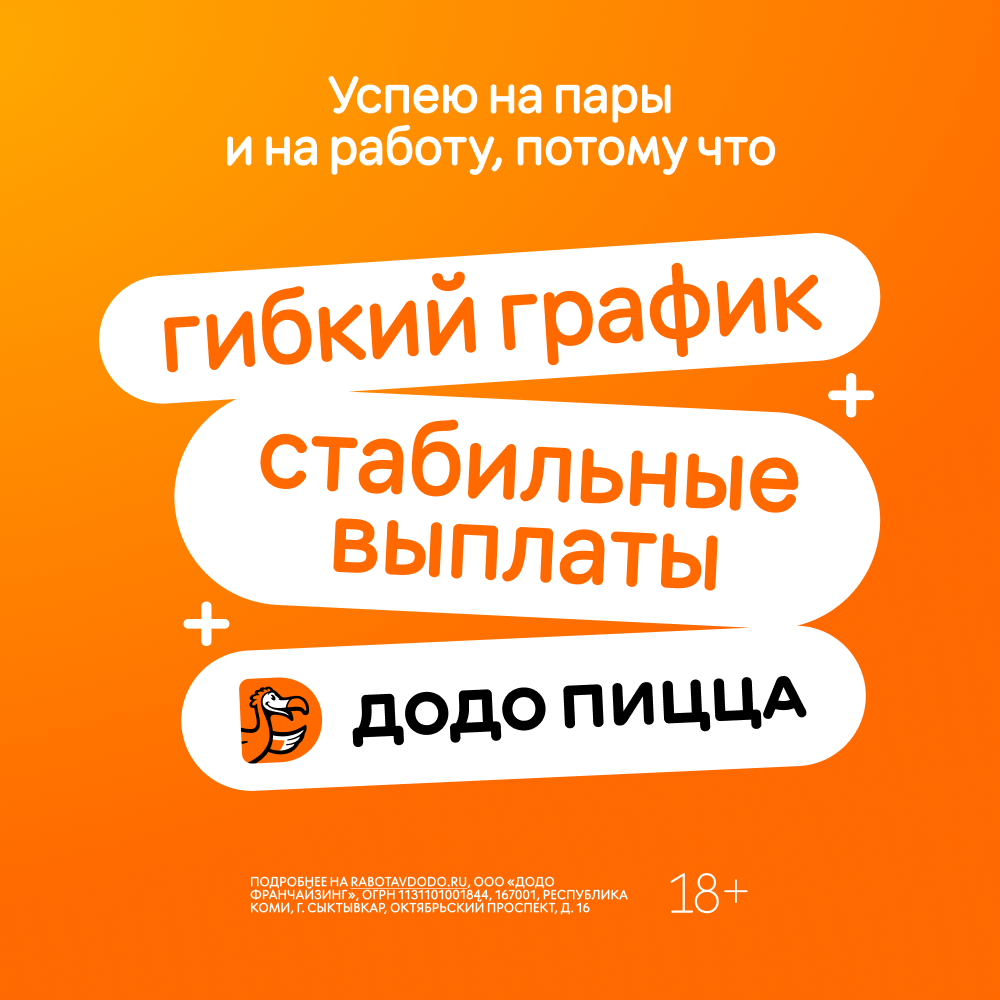 Успею на пары
и на работу, потому что
гибкий график
+
стабильные
выплаты
+
ДОДО ПИЦЦА
ПОДРОБНЕЕ НА RABOTAVDODO.RU, ООО «ДОДО
ФРАНЧАЙЗИНГ», ОГРН 1131101001844, 167001, РЕСПУБЛИКА
КОМИ, Г. СЫКТЫВКАР, ОКТЯБРЬСКИЙ ПРОСПЕКТ, Д. 16
18+